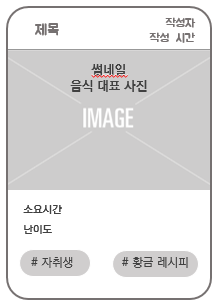 제목
작성자
작성 시간
썸네일
음식 대표 사진
IMAGE
소요시간
난이도
# 자취생
# 황금 레시피